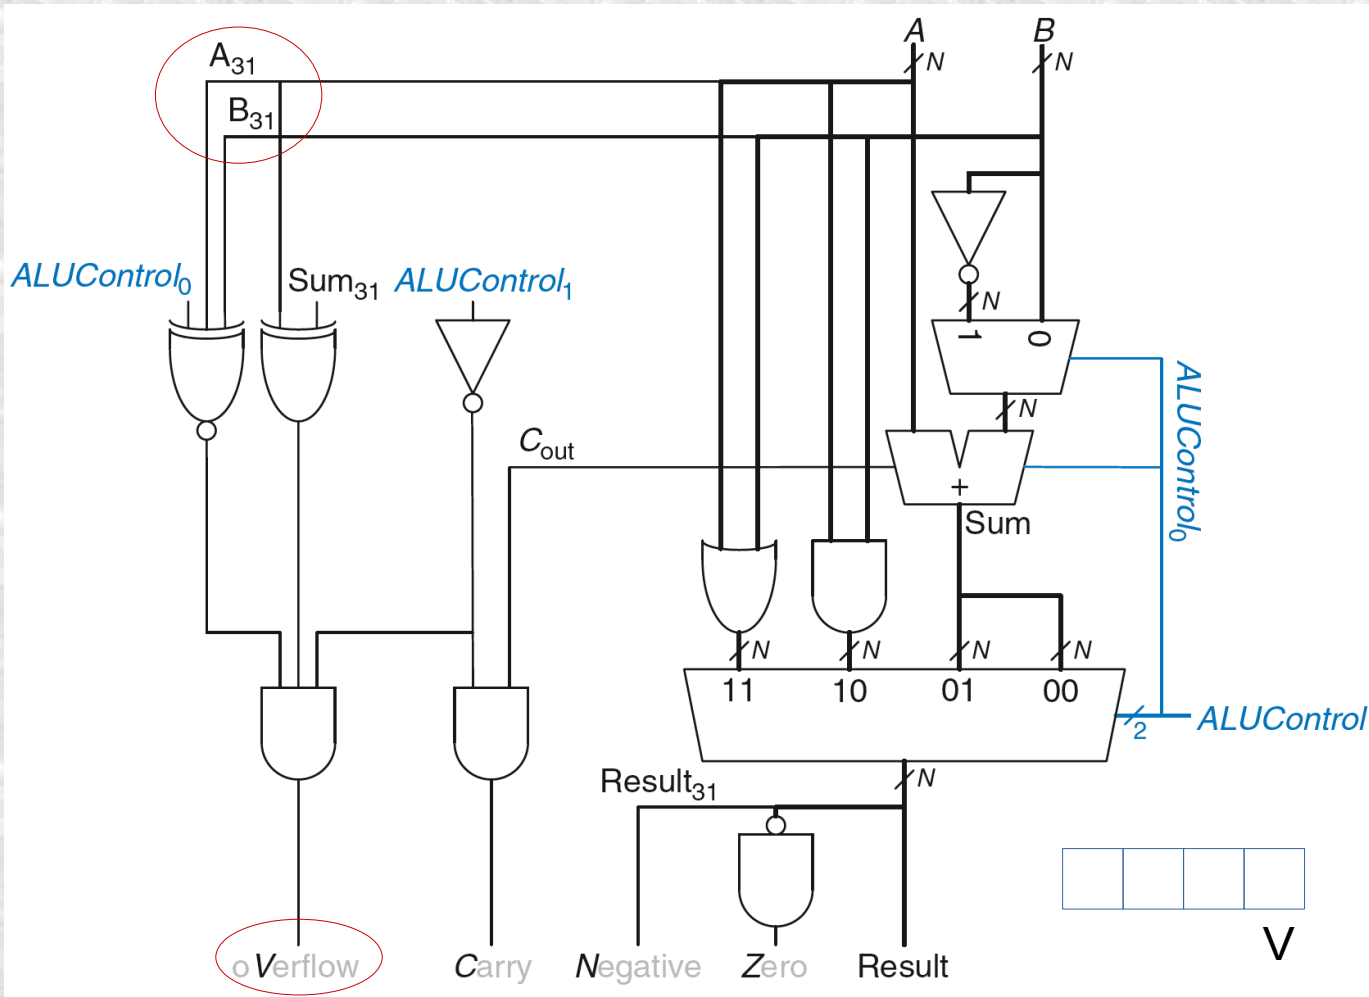 A B
A31 N N
B31
ALUControl0 Sum31 ALUControl1
N
1 0
ALUControl0
N
Cout
+
Sum
N N N N
11 10 01 00
2 ALUControl
Result31 N
V
oVerflow Carry Negative Zero Result